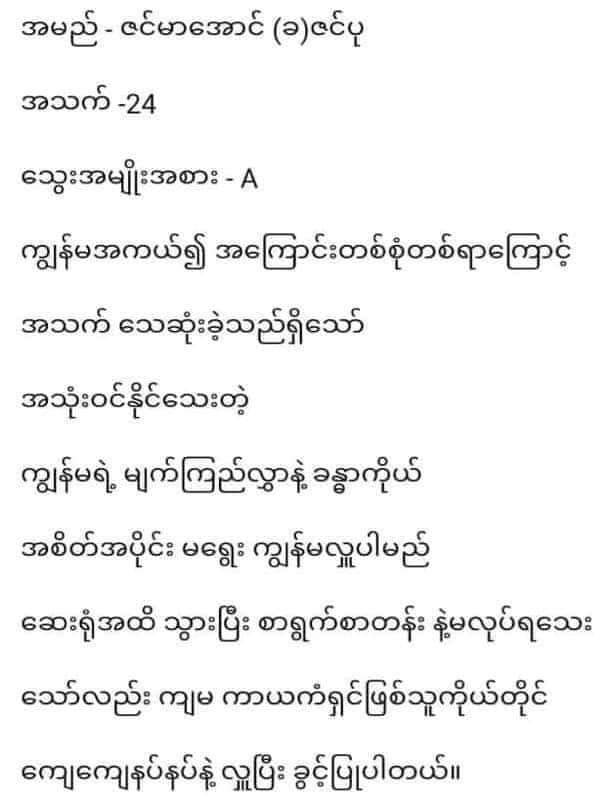 အမည် - ဇင်မာအောင် (ခ)ဇင်ပု
အသက် -24
သွေးအမျိုးအစား - A
ကျွန်မအကယ်၍ အကြောင်းတစ်စုံတစ်ရာကြောင့်
အသက် သေဆုံးခဲ့သည်ရှိသော်
အသုံးဝင်နိုင်သေးတဲ့
ကျွန်မရဲ့ မျက်ကြည်လွှာနဲ့ ခန္ဓာကိုယ်
အစိတ်အပိုင်း မရွေး ကျွန်မလှူပါမည်
ဆေးရုံအထိ သွားပြီး စာရွက်စာတန်း နဲ့မလုပ်ရသေး
သော်လည်း ကျမ ကာယကံရှင်ဖြစ်သူကိုယ်တိုင်
ကျေကျေနပ်နပ်နဲ့ လှူပြီး ခွင့်ပြုပါတယ်။